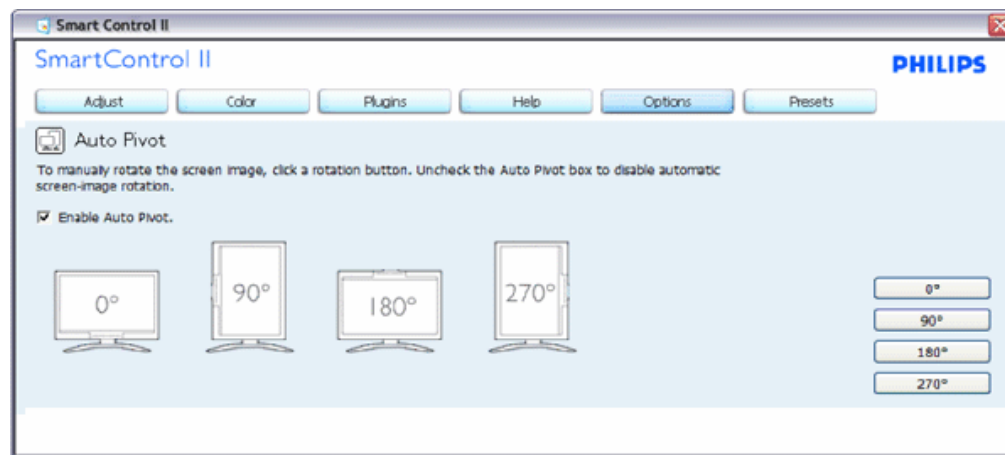 Smart Control II
SmartControl II
PHILIPS
Adjust Color Plugins Help Options Presets
Auto Pivot
To manually rotate the screen image, click a rotation button. Uncheck the Auto Pivot box to disable automatic
screen-image rotation.
Enable Auto Pivot.
0° 90° 180° 270°
0°
90°
180°
270°